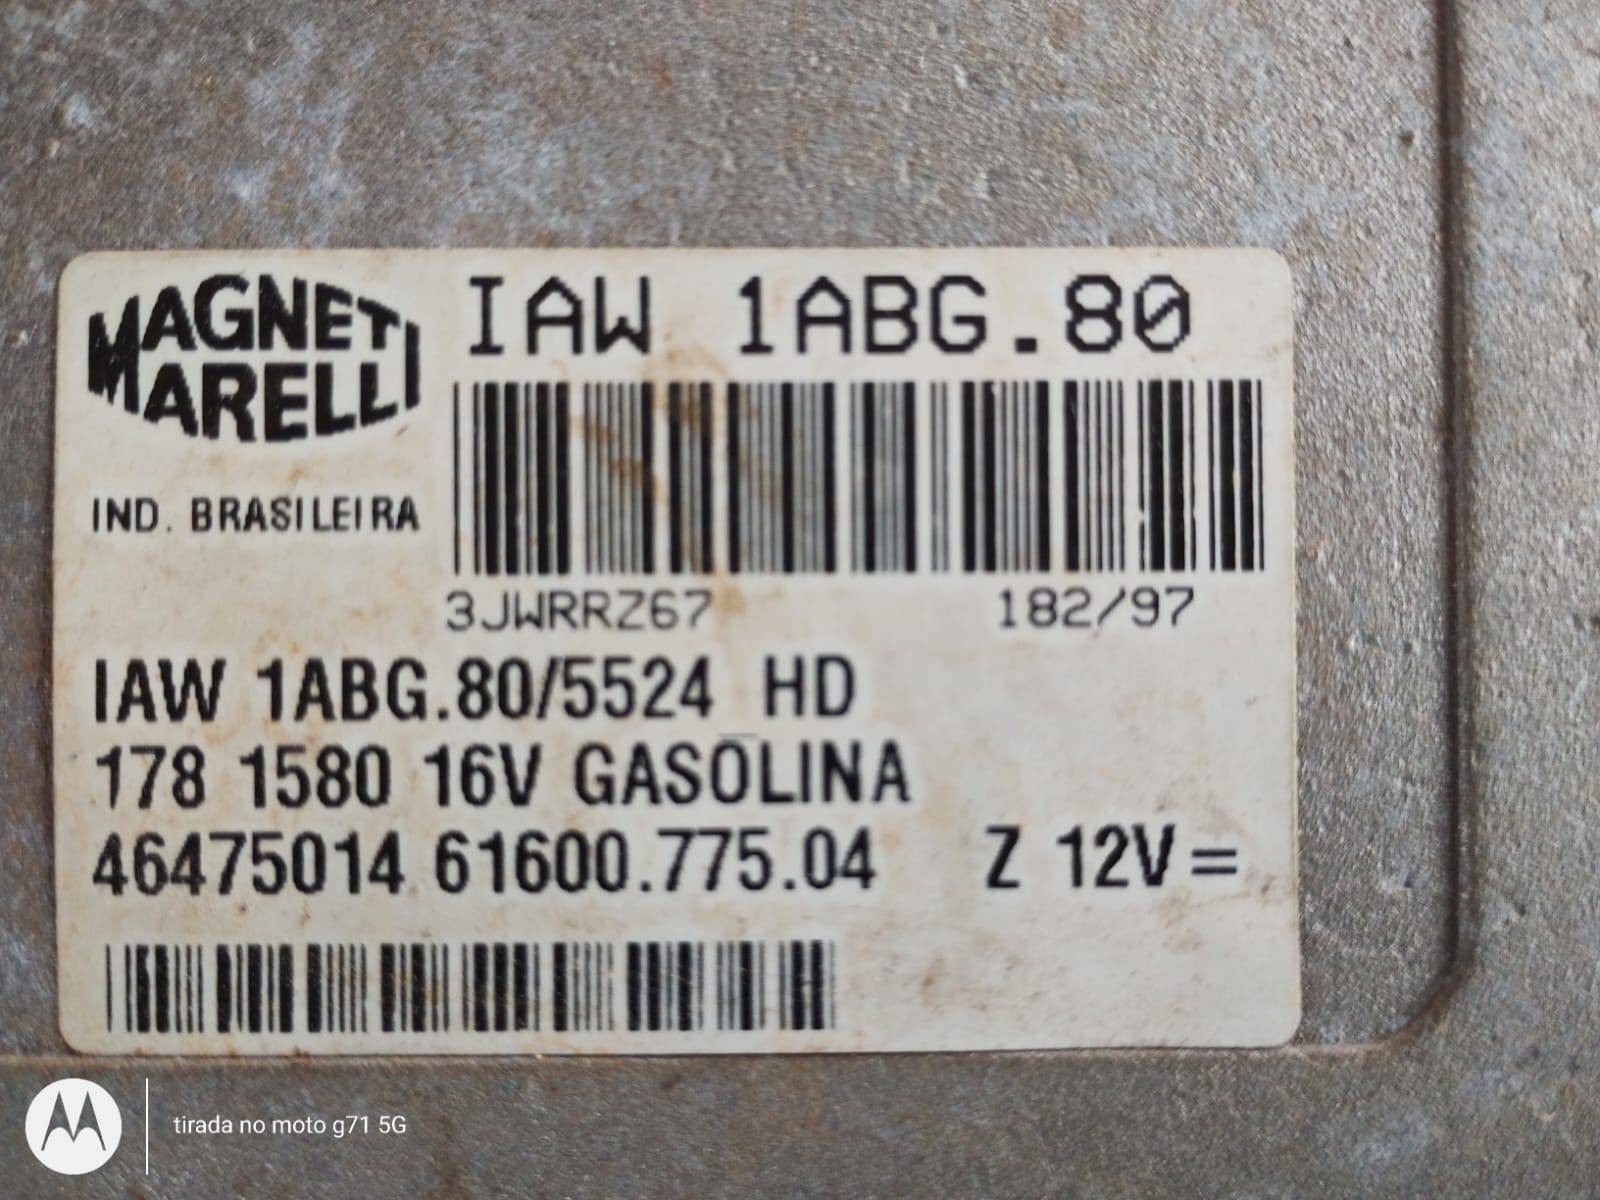 MAGNETI MARELLI
IAW 1ABG.80
IND. BRASILEIRA
3JWRRZ67 182/97
IAW 1ABG.80/5524 HD
178 1580 16V GASOLINA
46475014 61600.775.04 Z 12V=
tirada no moto g71 5G